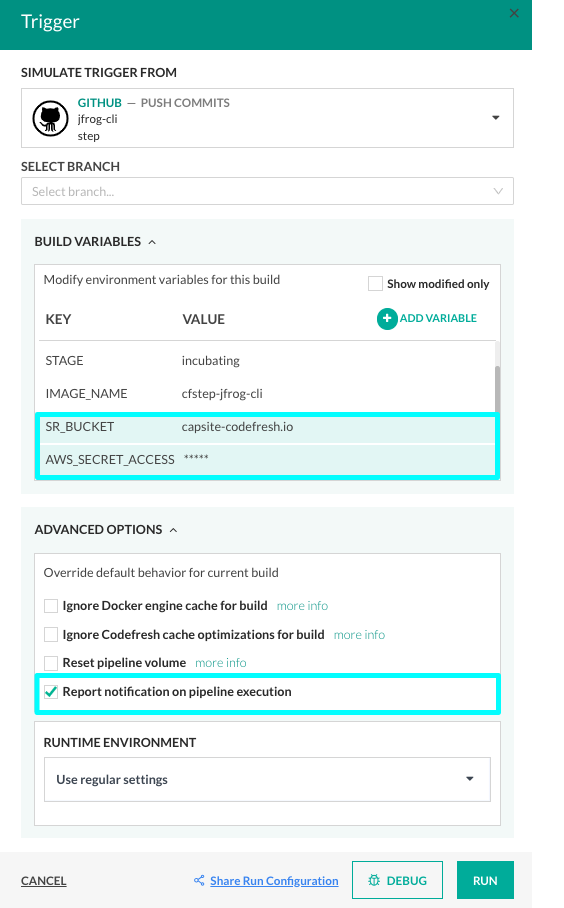 Trigger
SIMULATE TRIGGER FROM
GITHUB — PUSH COMMITS
jfrog-cli
step
SELECT BRANCH
Select branch...
BUILD VARIABLES
Modify environment variables for this build
Show modified only
KEY VALUE ADD VARIABLE
STAGE incubating
IMAGE_NAME cfstep-jfrog-cli
SR_BUCKET capsite-codefresh.io
AWS_SECRET_ACCESS *****
ADVANCED OPTIONS
Override default behavior for current build
Ignore Docker engine cache for build more info
Ignore Codefresh cache optimizations for build more info
Reset pipeline volume more info
Report notification on pipeline execution
RUNTIME ENVIRONMENT
Use regular settings
CANCEL Share Run Configuration DEBUG RUN